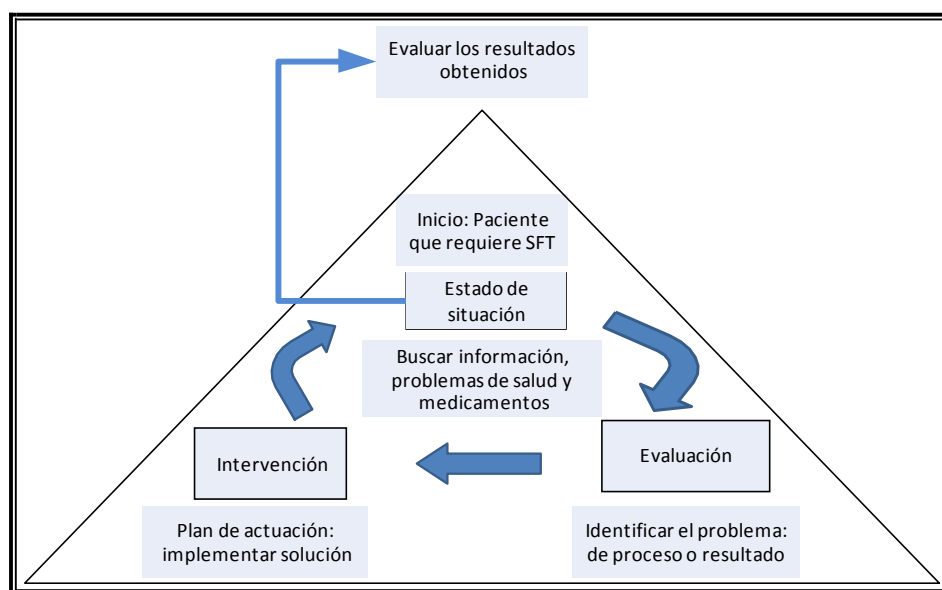 Evaluar los resultados
obtenidos
Inicio: Paciente
que requiere SFT
Estado de
situación
Buscar información,
problemas de salud y
medicamentos
Intervención
Evaluación
Plan de actuación:
implementar solución
Identificar el problema:
de proceso o resultado